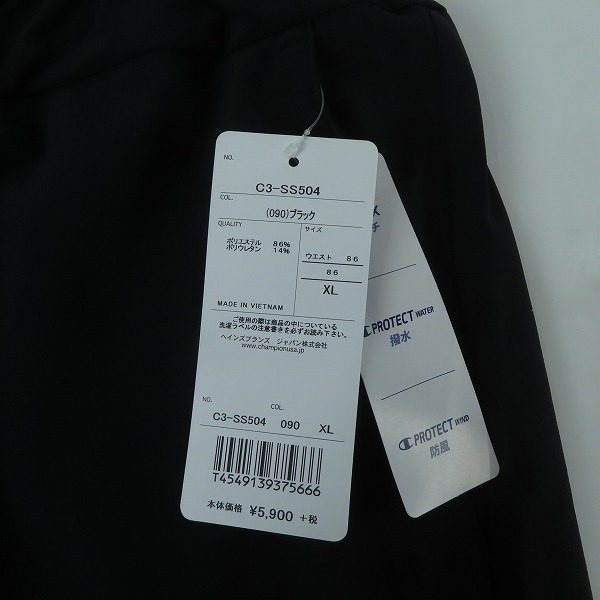 NO.
C3-SS504
COL.
(090)ブラック
QUALITY
サイズ
ポリエステル 86%
ポリウレタン 14%
ウエスト 86
86
XL
MADE IN VIETNAM
ご使用の際は商品の中についている
洗濯ラベルの注意書きを必ずお読み下さい。
ヘインズブランズ ジャパン株式会社
www.championusa.jp
NO.
COL.
C3-SS504 090 XL
T4549139375666
本体価格 ¥5,900 +税
PROTECT WATER
撥水
PROTECT WIND
防風